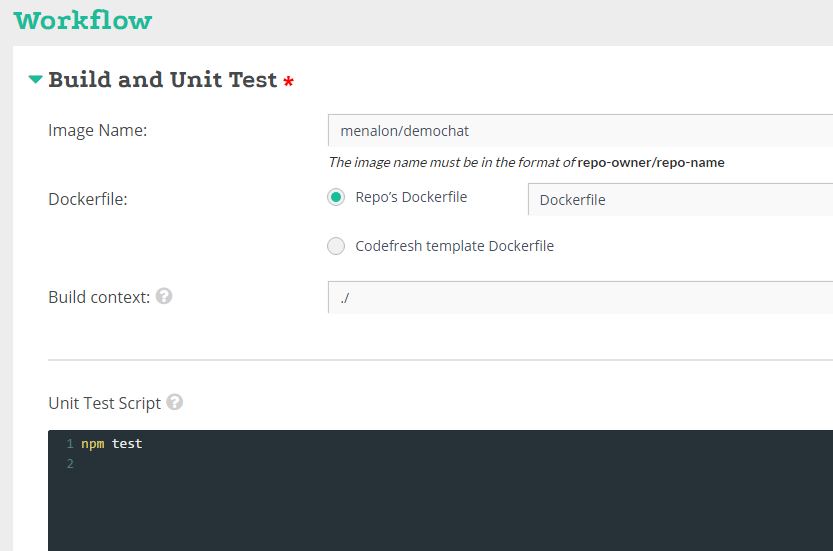 Workflow
Build and Unit Test *
Image Name:
menalon/demochat
The image name must be in the format of repo-owner/repo-name
Dockerfile:
Repo’s Dockerfile
Dockerfile
Codefresh template Dockerfile
Build context: ?
./
Unit Test Script ?
1 npm test
2